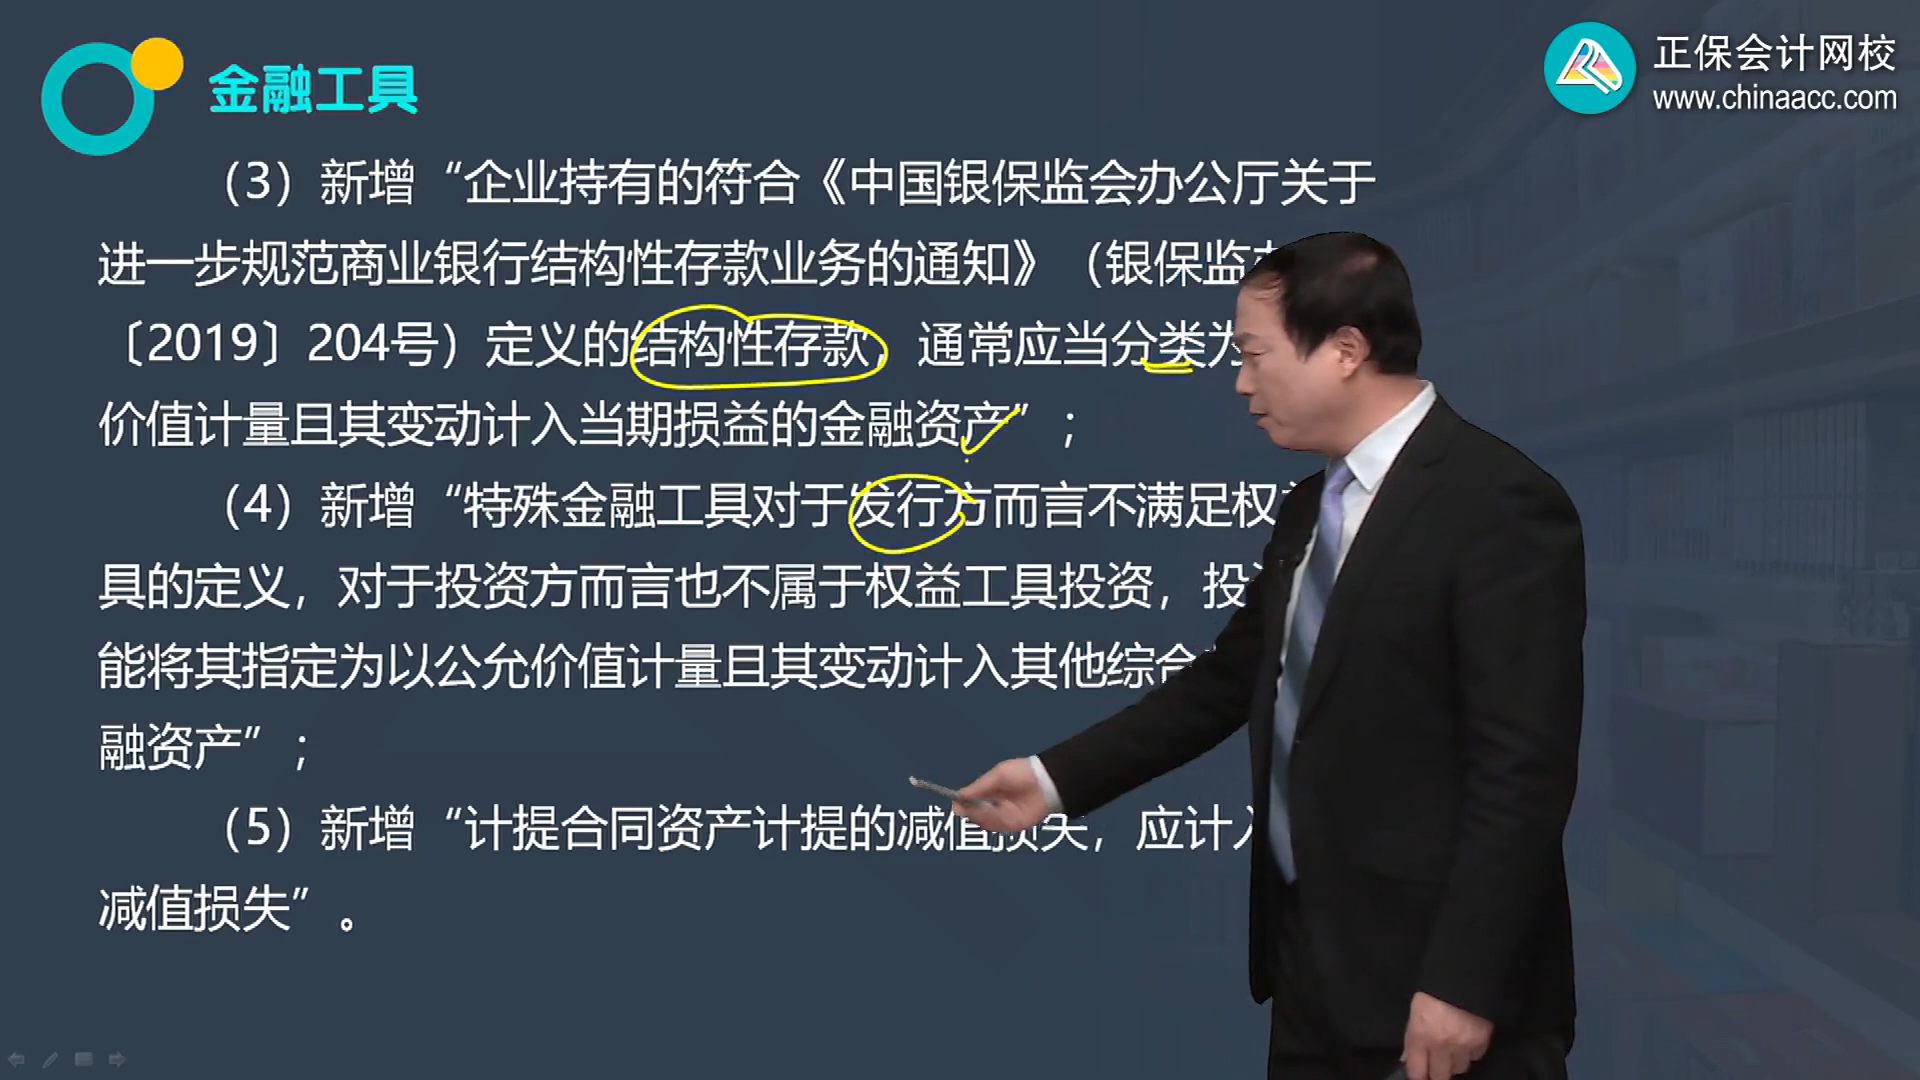 金融工具
正保会计网校
www.chinaacc.com
（3）新增“企业持有的符合《中国银保监会办公厅关于
进一步规范商业银行结构性存款业务的通知》（银保监
〔2019〕204号）定义的结构性存款，通常应当分类为
价值计量且其变动计入当期损益的金融资产”；
（4）新增“特殊金融工具对于发行方而言不满足权
具的定义，对于投资方而言也不属于权益工具投资，投
能将其指定为以公允价值计量且其变动计入其他综合
融资产”；
（5）新增“计提合同资产计提的减值损失，应计入
减值损失”。